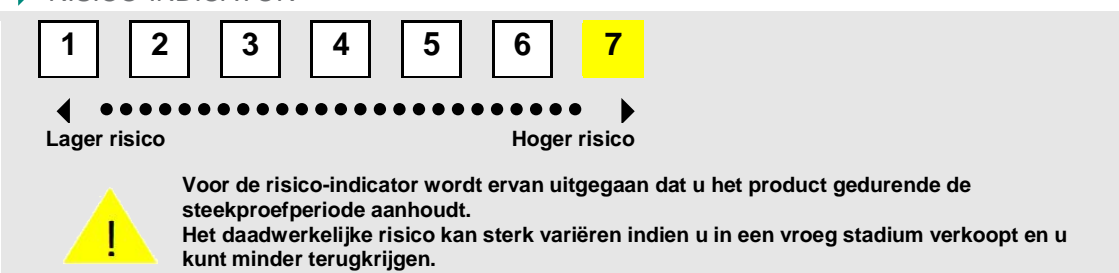 RISICO-INDICATOR
1 2 3 4 5 6 7
Lager risico Hoger risico
Voor de risico-indicator wordt ervan uitgegaan dat u het product gedurende de
steekproefperiode aanhoudt.
!
Het daadwerkelijke risico kan sterk variëren indien u in een vroeg stadium verkoopt en u
kunt minder terugkrijgen.